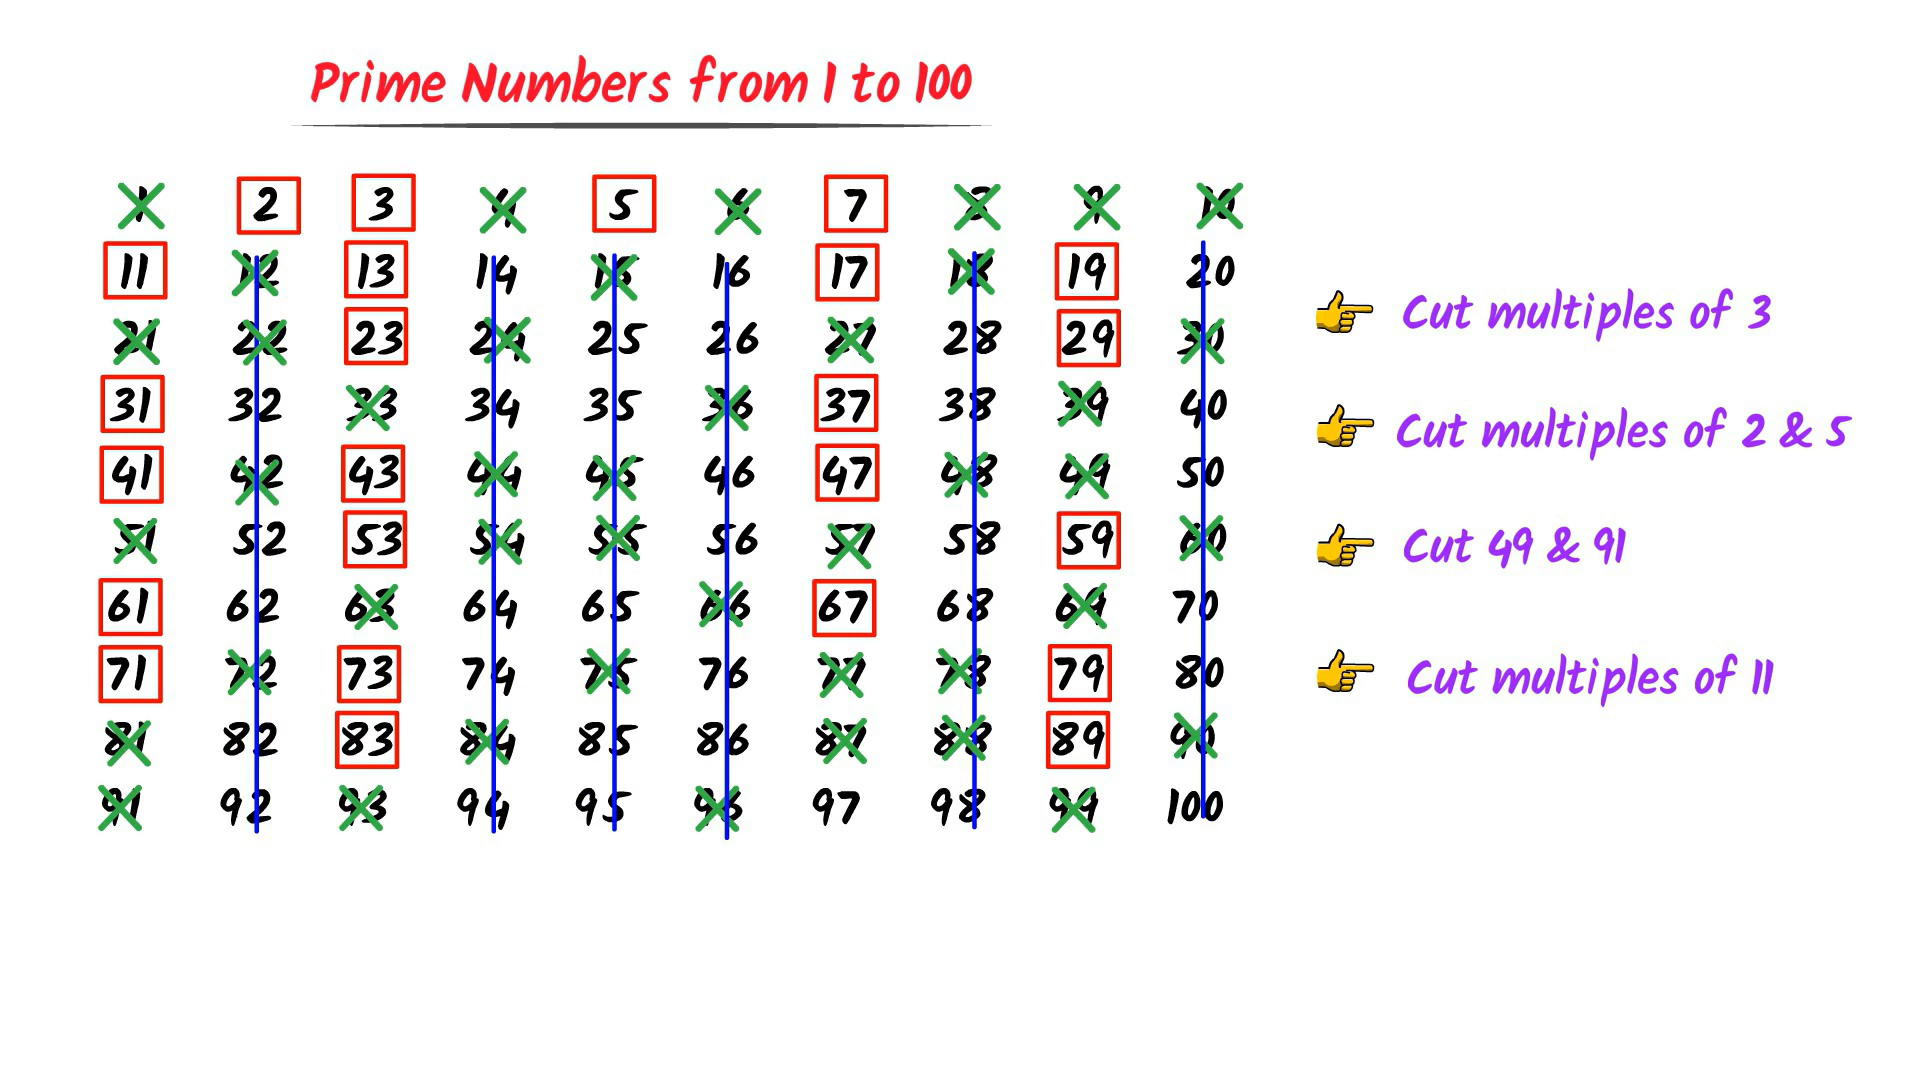 Prime Numbers from 1 to 100
1 2 3 4 5 6 7 8 9 10
11 12 13 14 15 16 17 18 19 20
21 22 23 24 25 26 27 28 29 30
31 32 33 34 35 36 37 38 39 40
41 42 43 44 45 46 47 48 49 50
51 52 53 54 55 56 57 58 59 60
61 62 63 64 65 66 67 68 69 70
71 72 73 74 75 76 77 78 79 80
81 82 83 84 85 86 87 88 89 90
91 92 93 94 95 96 97 98 99 100
Cut multiples of 3
Cut multiples of 2 & 5
Cut 49 & 91
Cut multiples of 11